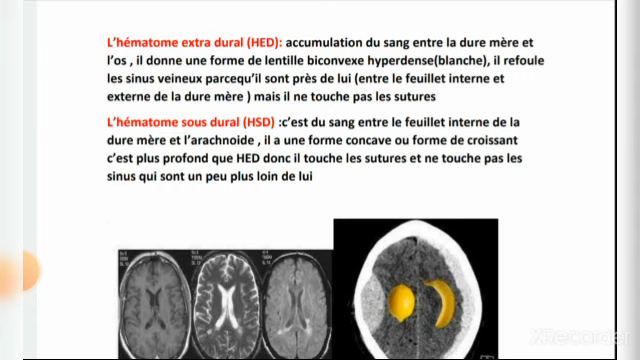 L'hématome extra dural (HED): accumulation du sang entre la dure mère et
l'os , il donne une forme de lentille biconvexe hyperdense(blanche), il refoule
les sinus veineux parcequ'il sont près de lui (entre le feuillet interne et
externe de la dure mère ) mais il ne touche pas les sutures
L'hématome sous dural (HSD) :c'est du sang entre le feuillet interne de la
dure mère et l'arachnoide , il a une forme concave ou forme de croissant
c'est plus profond que HED donc il touche les sutures et ne touche pas les
sinus qui sont un peu plus loin de lui
XRecorder